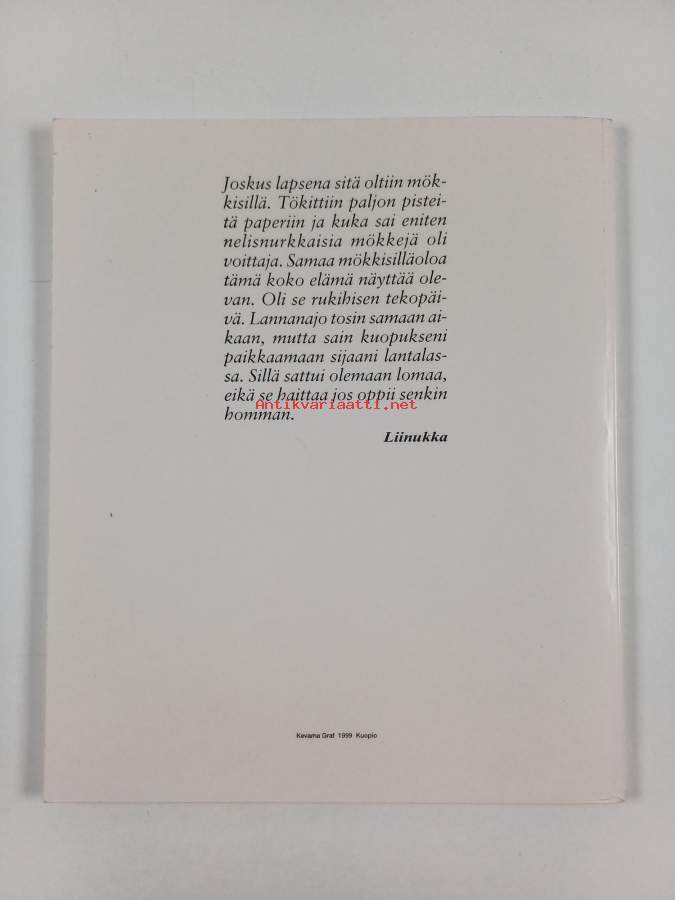 Joskus lapsena sitä oltiin mök-
kisillä. Tökittiin paljon pistei-
tä paperiin ja kuka sai eniten
nelisnurkkaisia mökkejä oli
voittaja. Samaa mökkisilläoloa
tämä koko elämä näyttää ole-
van. Oli se rukihisen tekopäi-
vä. Lannanajo tosin samaan ai-
kaan, mutta sain kuopukseni
paikkaamaan sijaani lantalas-
sa. Sillä sattui olemaan lomaa,
eikä se haittaa jos oppii senkin
Antikvariaatti.net
homman.
Liinukka
Kevama Graf 1999 Kuopio